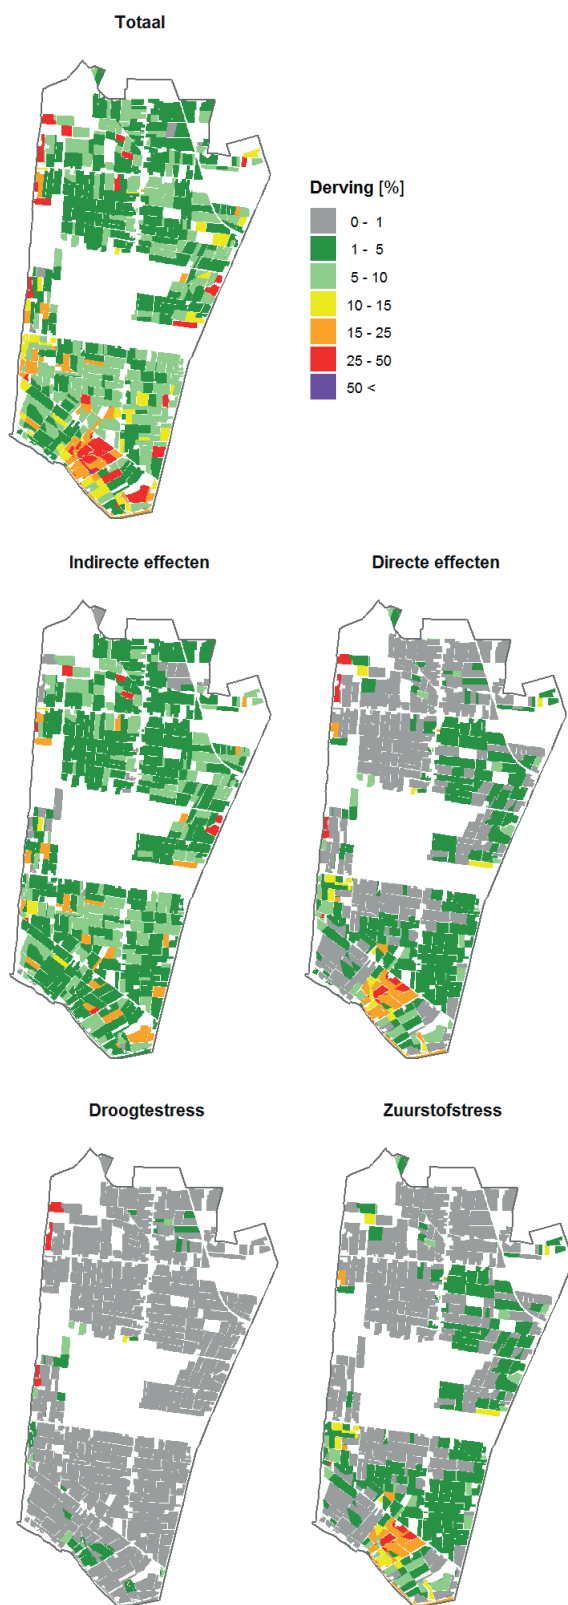 Totaal
Derving [%]
0 - 1
1 - 5
5 - 10
10 - 15
15 - 25
25 - 50
50 <
Indirecte effecten
Directe effecten
Droogtestress
Zuurstofstress